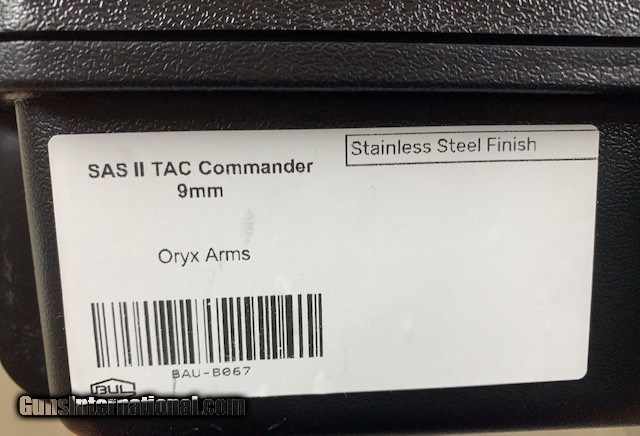 SAS II TAC Commander
9mm
Stainless Steel Finish
Oryx Arms
BAU-B067
BUL
GunsInternational.com